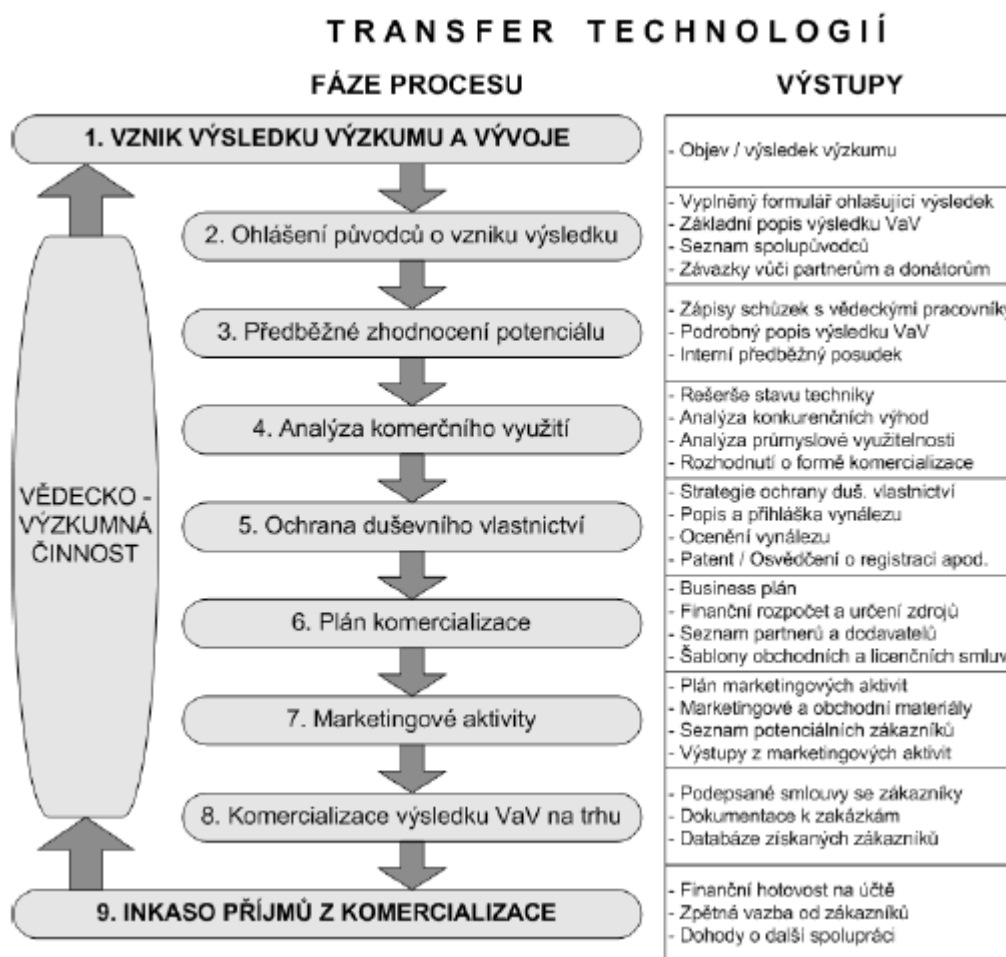 TRANSFER TECHNOLOGIÍ
FÁZE PROCESU
VÝSTUPY
1. VZNIK VÝSLEDKU VÝZKUMU A VÝVOJE
- Objev / výsledek výzkumu
2. Ohlášení původců o vzniku výsledku
- Vyplněný formulář ohlašující výsledek
- Základní popis výsledku VaV
- Seznam spolupůvodců
- Závazky vůči partnerům a donátorům
3. Předběžné zhodnocení potenciálu
- Zápisy schůzek s vědeckými pracovníky
- Podrobný popis výsledku VaV
- Interní předběžný posudek
4. Analýza komerčního využití
- Rešerše stavu techniky
- Analýza konkurenčních výhod
- Analýza průmyslové využitelnosti
- Rozhodnutí o formě komercializace
VĚDECKO -
VÝZKUMNÁ
ČINNOST
5. Ochrana duševního vlastnictví
- Strategie ochrany duš. vlastnictví
- Popis a přihláška vynálezu
- Ocenění vynálezu
- Patent / Osvědčení o registraci apod.
6. Plán komercializace
- Business plán
- Finanční rozpočet a určení zdrojů
- Seznam partnerů a dodavatelů
- Šablony obchodních a licenčních smluv
7. Marketingové aktivity
- Plán marketingových aktivit
- Marketingové a obchodní materiály
- Seznam potenciálních zákazníků
- Výstupy z marketingových aktivit
8. Komercializace výsledku VaV na trhu
- Podepsané smlouvy se zákazníky
- Dokumentace k zakázkám
- Databáze získaných zákazníků
9. INKASO PŘÍJMŮ Z KOMERCIALIZACE
- Finanční hotovost na účtě
- Zpětná vazba od zákazníků
- Dohody o další spolupráci